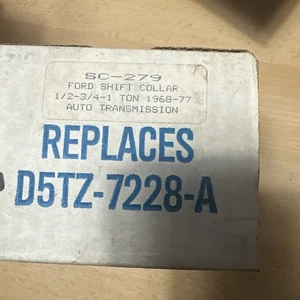 SC-279
FORD SHIFT COLLAR
1/2-3/4-1 TON 1968-77
AUTO TRANSMISSION
REPLACES
D5TZ-7228-A